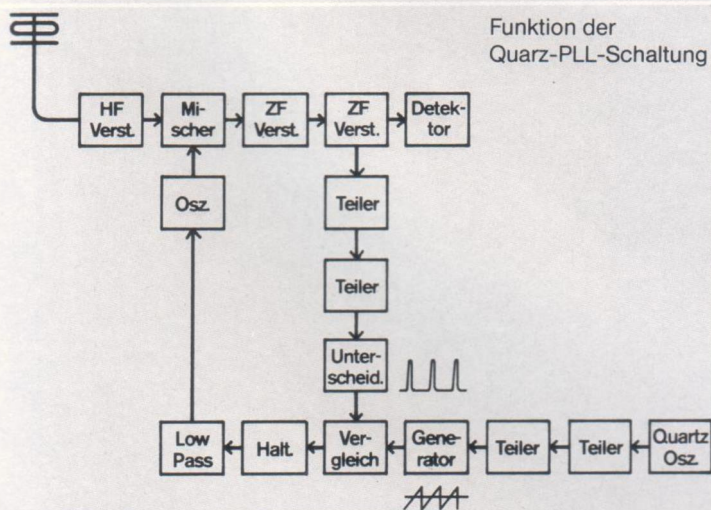 Funktion der
Quarz-PLL-Schaltung
HF
Verst.
Mi-
scher
ZF
Verst.
ZF
Verst.
Detek-
tor
Osz.
Teiler
Teiler
Unter-
scheid.
Low
Pass
Halt.
Ver-
gleich
Gene-
rator
Teiler
Teiler
Quartz
Osz.